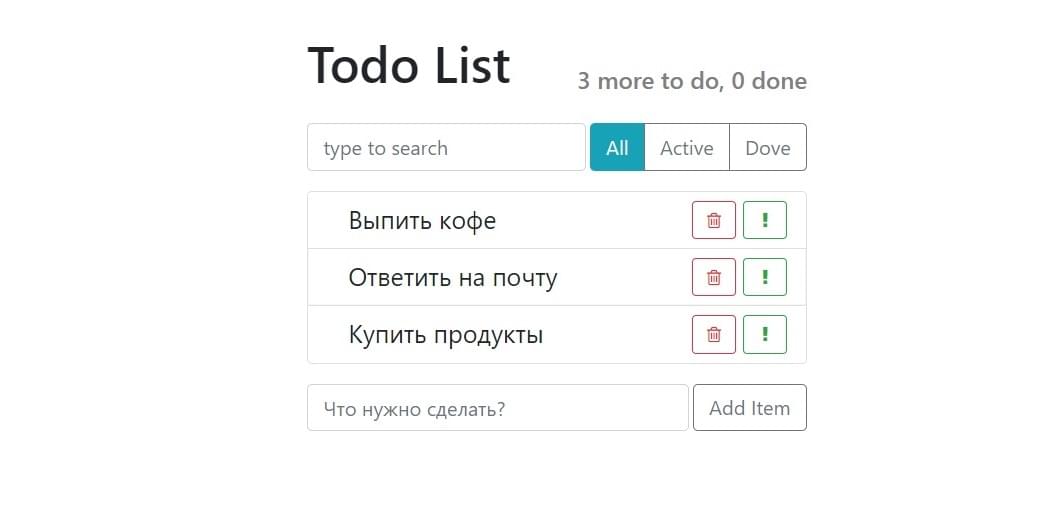 Todo List
3 more to do, 0 done
type to search
All Active Dove
Выпить кофе !
Ответить на почту !
Купить продукты !
Что нужно сделать? Add Item